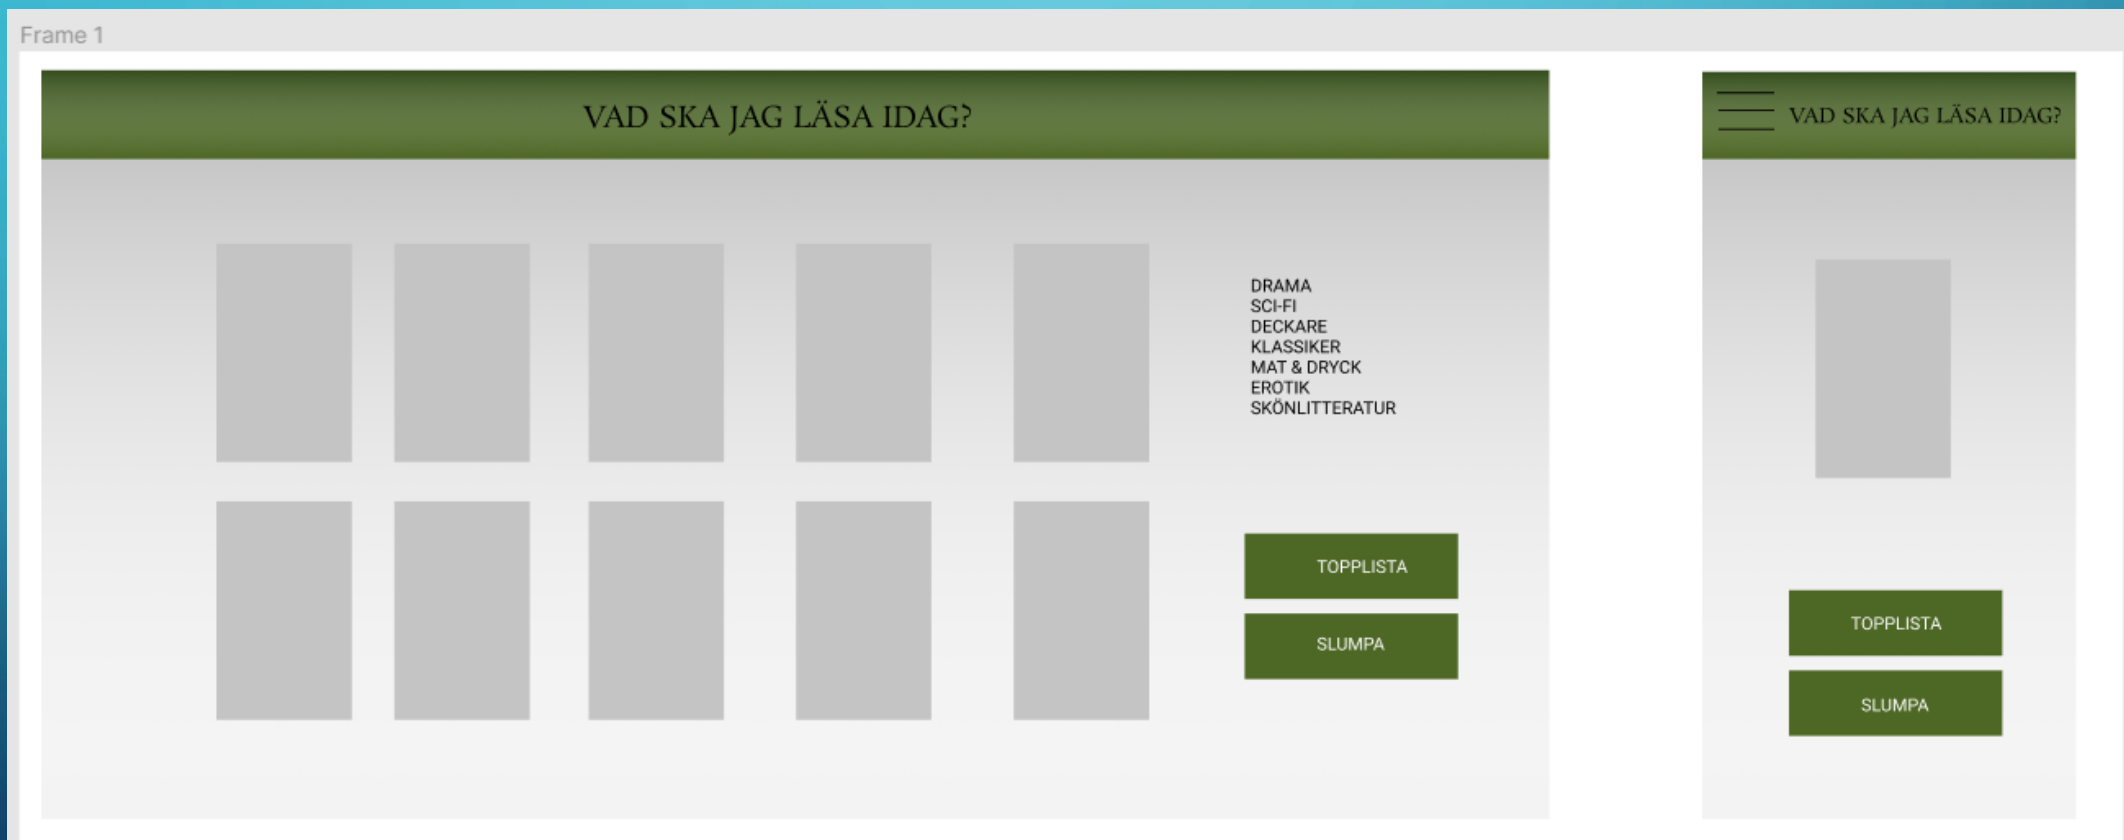 Frame 1
VAD SKA JAG LÄSA IDAG?
DRAMA
SCI-FI
DECKARE
KLASSIKER
MAT & DRYCK
EROTIK
SKÖNLITTERATUR
TOPPLISTA
SLUMPA
VAD SKA JAG LÄSA IDAG?
TOPPLISTA
SLUMPA